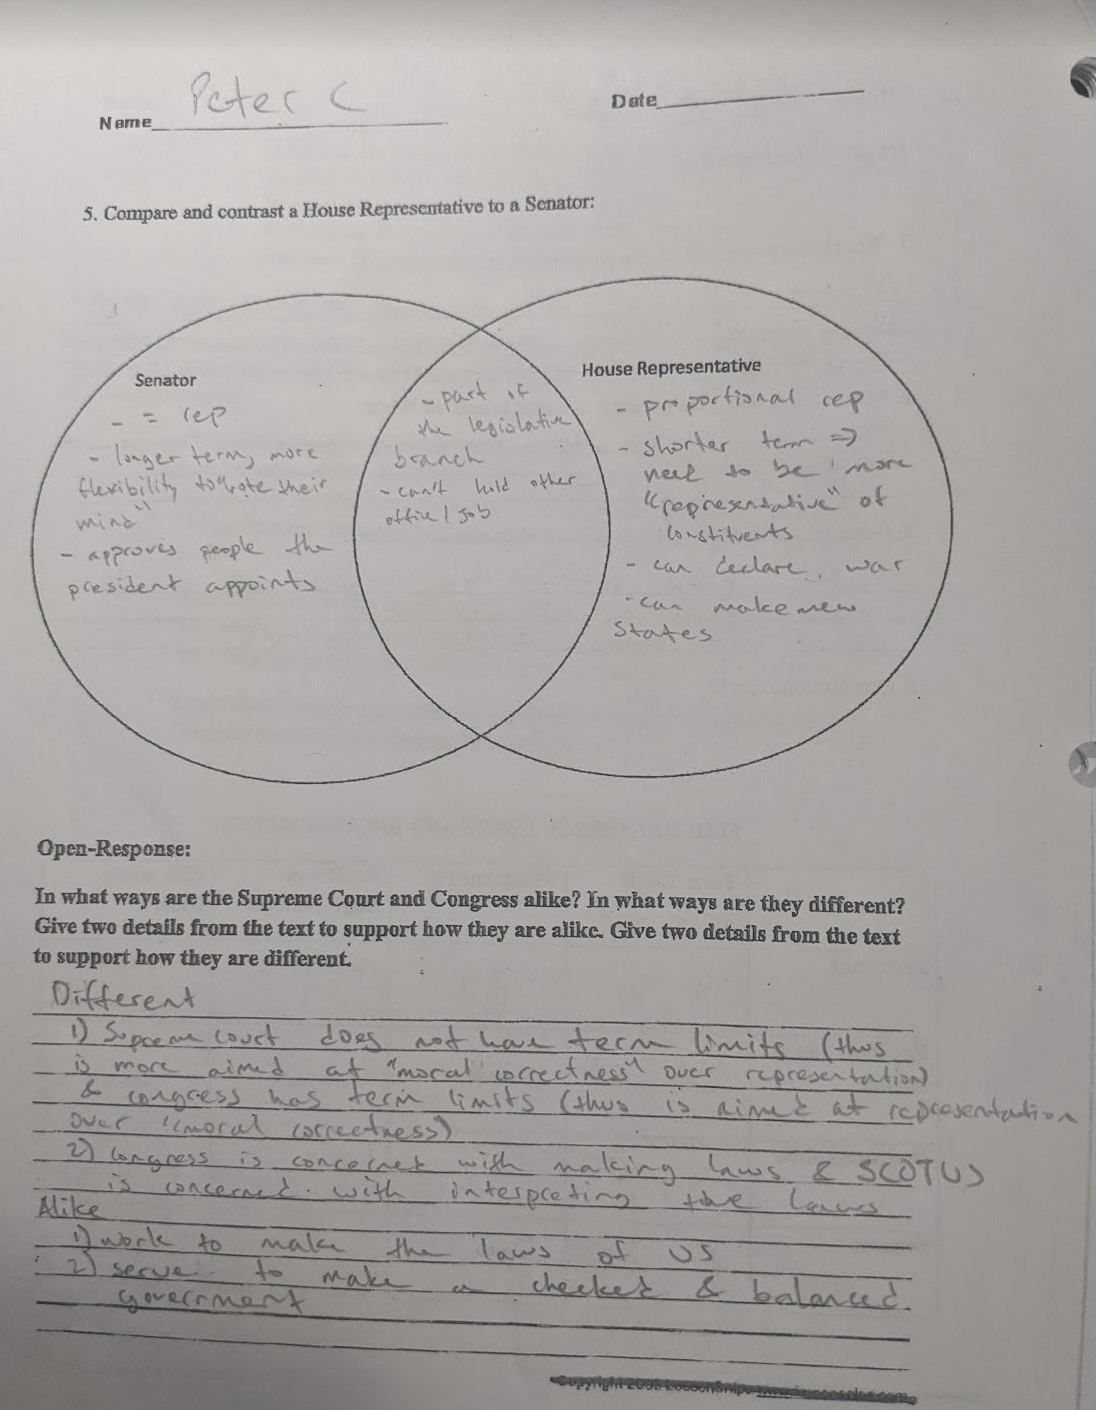 Name Peter C
Date
5. Compare and contrast a House Representative to a Senator:
Senator
- = rep
- longer term, more
flexibility to "vote their
mind"
- approves people the
president appoints
- part of
the legislative
branch
- can't hold other
office / job
House Representative
- proportional rep
- shorter term =>
need to be more
"representative" of
constituents
- can declare war
- can make new
states
Open-Response:
In what ways are the Supreme Court and Congress alike? In what ways are they different?
Give two details from the text to support how they are alike. Give two details from the text
to support how they are different.
Different
1) Supreme court does not have term limits (thus
is more aimed at "moral correctness" over representation)
& congress has term limits (thus is aimed at representation
over "moral correctness)
2) Congress is concerned with making laws & SCOTUS
is concerned with interpreting the laws
Alike
1) work to make the laws of US
2) serve to make a checked & balanced
government
Copyright